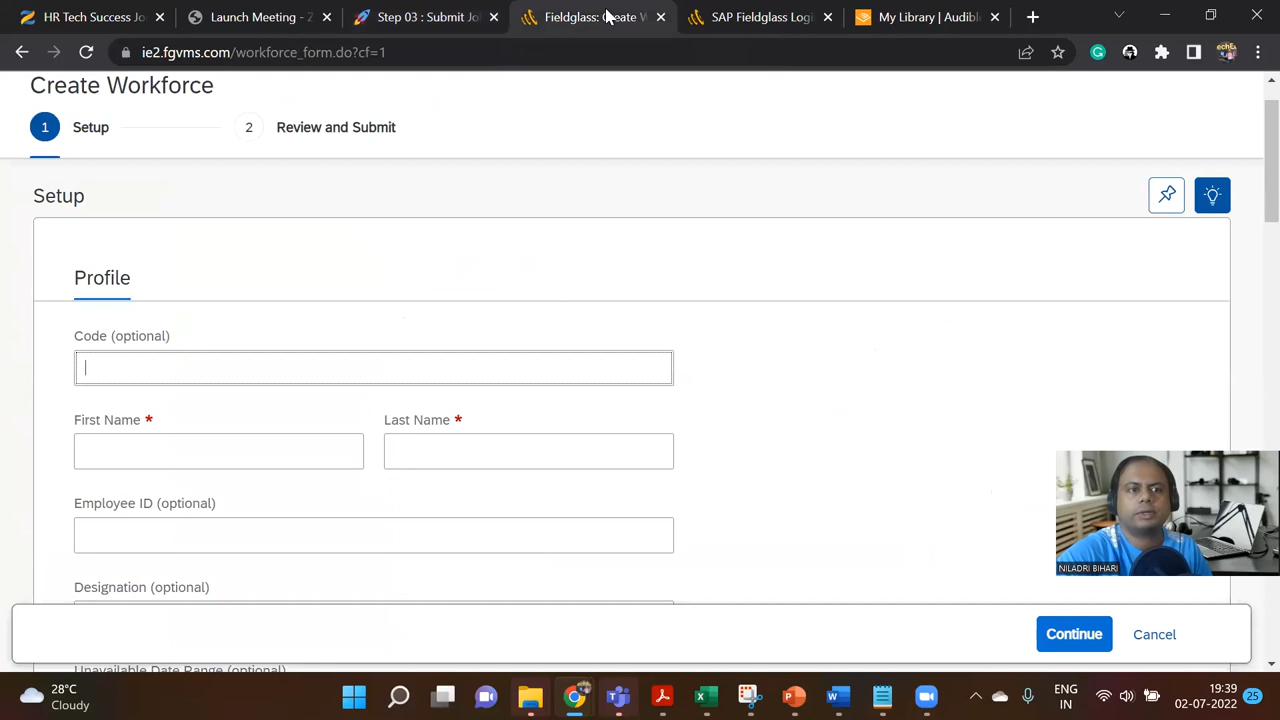 HR Tech Success Jo
Launch Meeting - Z
Step 03 : Submit Jo
Fieldglass: Create W
SAP Fieldglass Logi
My Library | Audibl
ie2.fgvms.com/workforce_form.do?cf=1
Create Workforce
1 Setup
2 Review and Submit
Setup
Profile
Code (optional)
First Name *
Last Name *
Employee ID (optional)
Designation (optional)
NILADRI BIHARI
Continue
Cancel
Unavailable Date Range (optional)
28°C
Cloudy
ENG
IN
19:39
02-07-2022
25